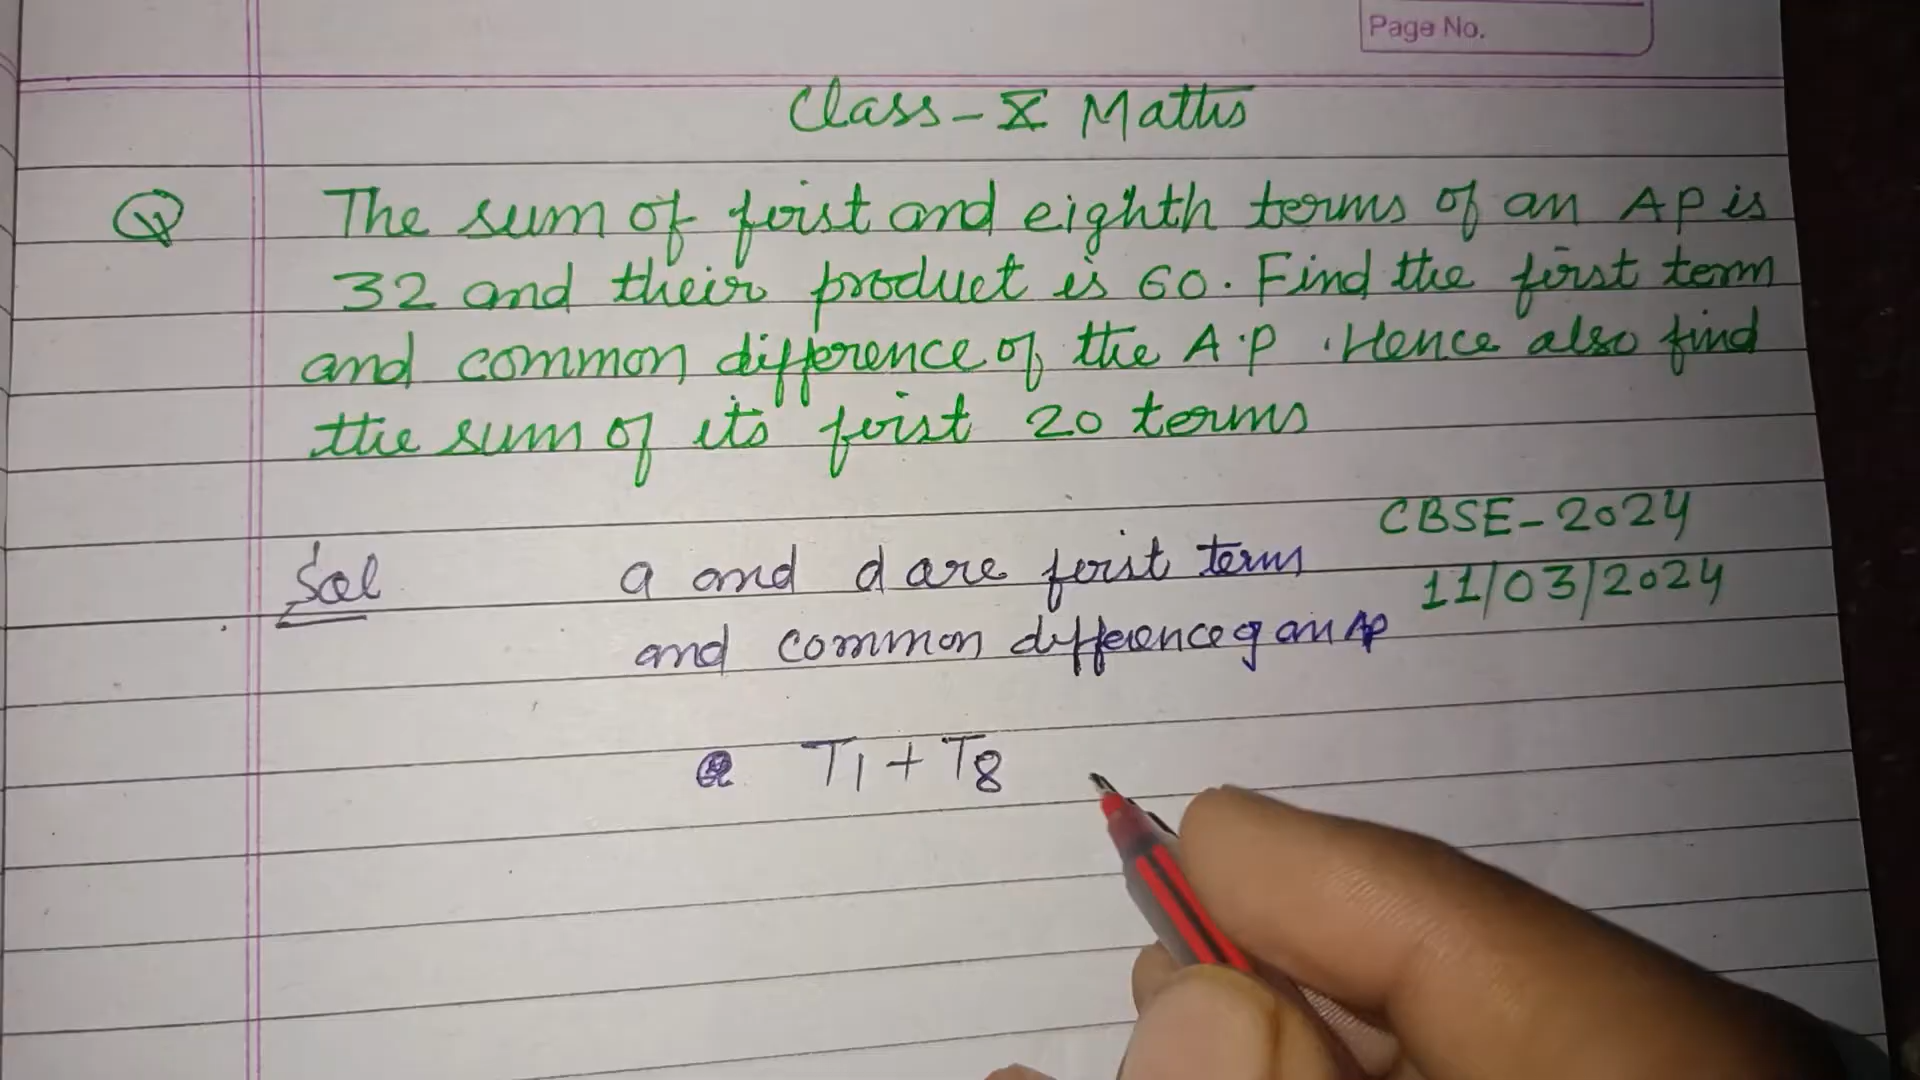 Page No.
Class - X Maths
Q The sum of first and eighth terms of an AP is
32 and their product is 60. Find the first term
and common difference of the A.P. Hence also find
the sum of its first 20 terms
CBSE-2024
11/03/2024
Sol a and d are first term
and common difference of an AP
T1 + T8